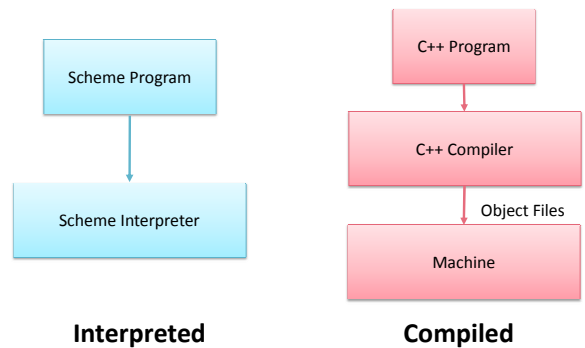 Scheme Program
Scheme Interpreter
Interpreted
C++ Program
C++ Compiler
Object Files
Machine
Compiled